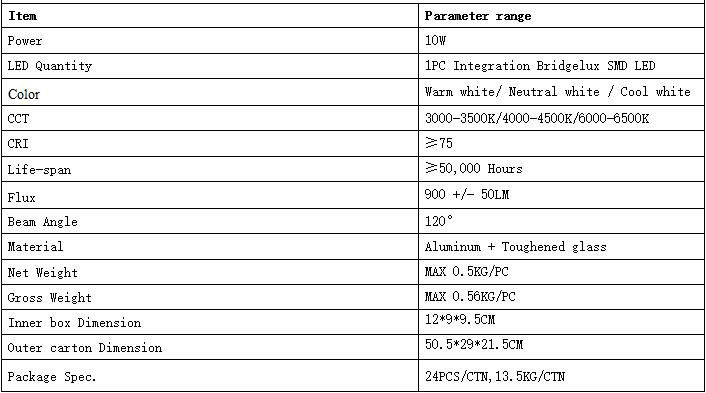 Item Parameter range
Power 10W
LED Quantity 1PC Integration Bridgelux SMD LED
Color Warm white/ Neutral white / Cool white
CCT 3000-3500K/4000-4500K/6000-6500K
CRI ≥75
Life-span ≥50,000 Hours
Flux 900 +/- 50LM
Beam Angle 120°
Material Aluminum + Toughened glass
Net Weight MAX 0.5KG/PC
Gross Weight MAX 0.56KG/PC
Inner box Dimension 12*9*9.5CM
Outer carton Dimension 50.5*29*21.5CM
Package Spec. 24PCS/CTN,13.5KG/CTN